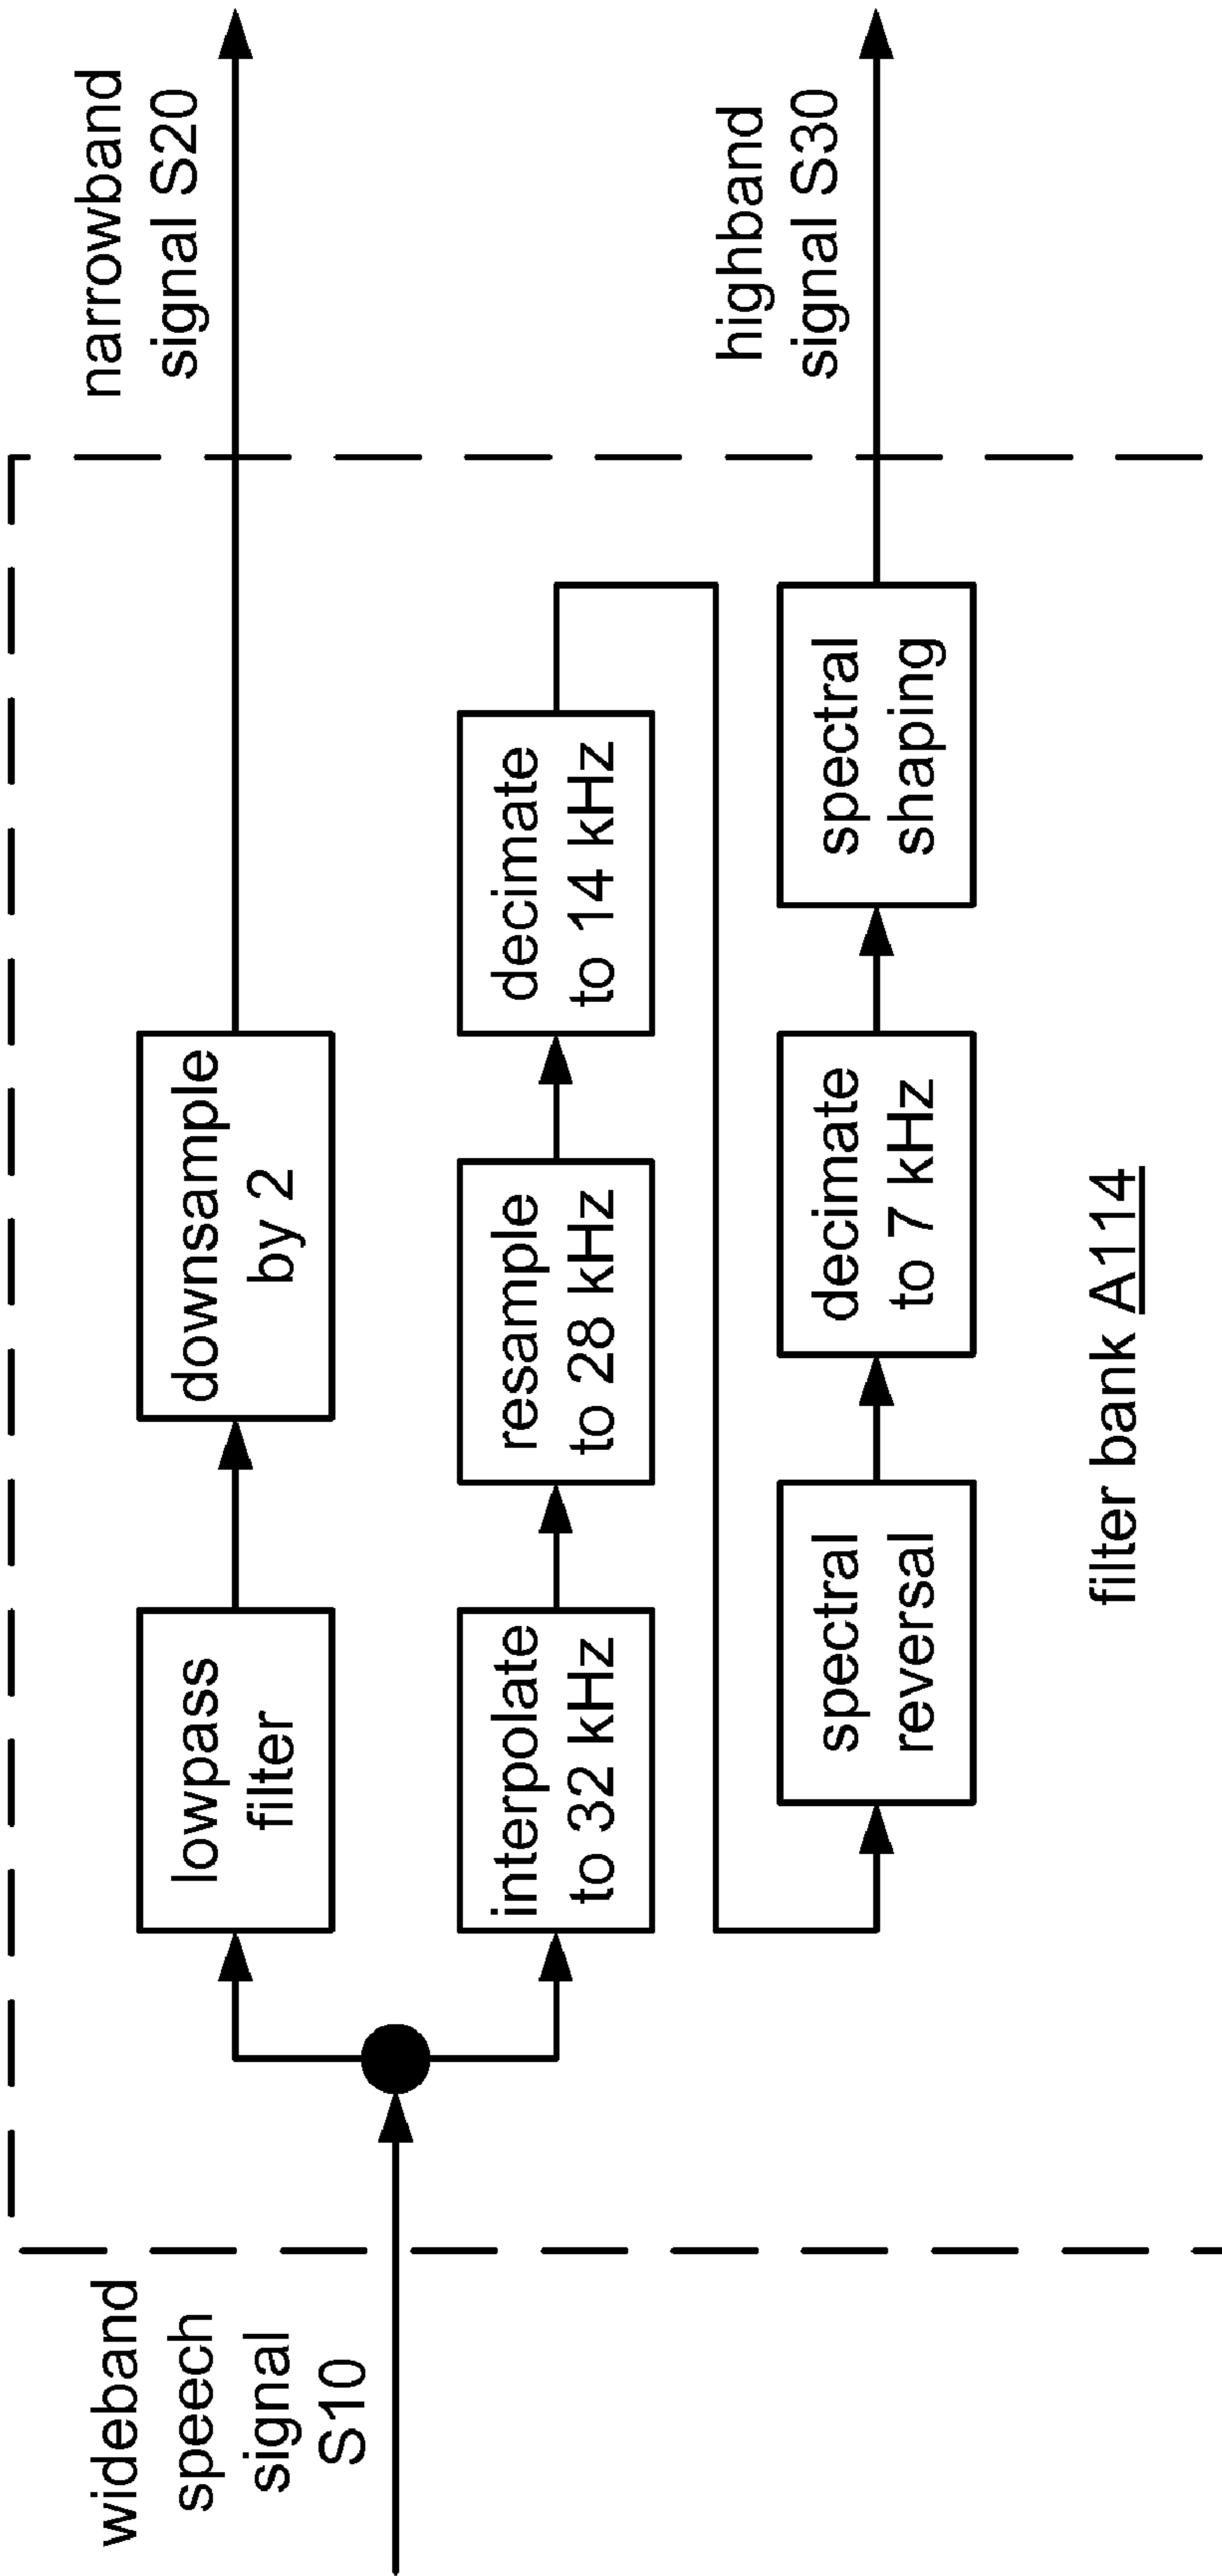 wideband
speech
signal
S10
lowpass
filter
downsample
by 2
narrowband
signal S20
interpolate
to 32 kHz
resample
to 28 kHz
decimate
to 14 kHz
spectral
reversal
decimate
to 7 kHz
spectral
shaping
highband
signal S30
filter bank A114